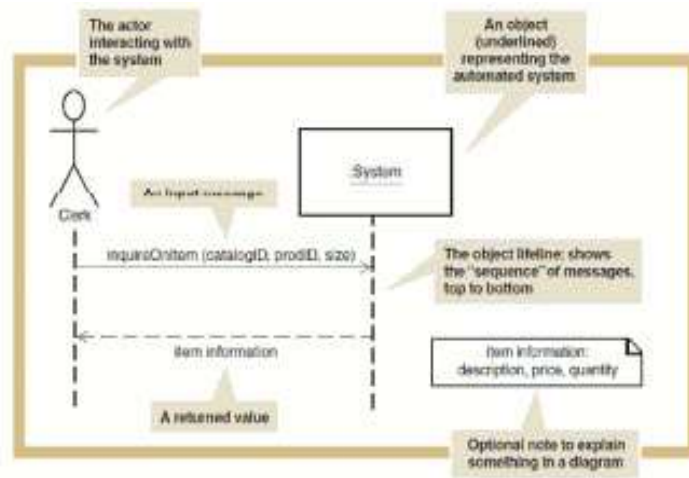 The actor
interacting with
the system
An object
(underlined)
representing the
automated system
System
An input message
Clerk
inquireOnItem (catalogID, prodID, size)
The object lifeline: shows
the "sequence" of messages,
top to bottom
item information
Item information:
description, price, quantity
A returned value
Optional note to explain
something in a diagram